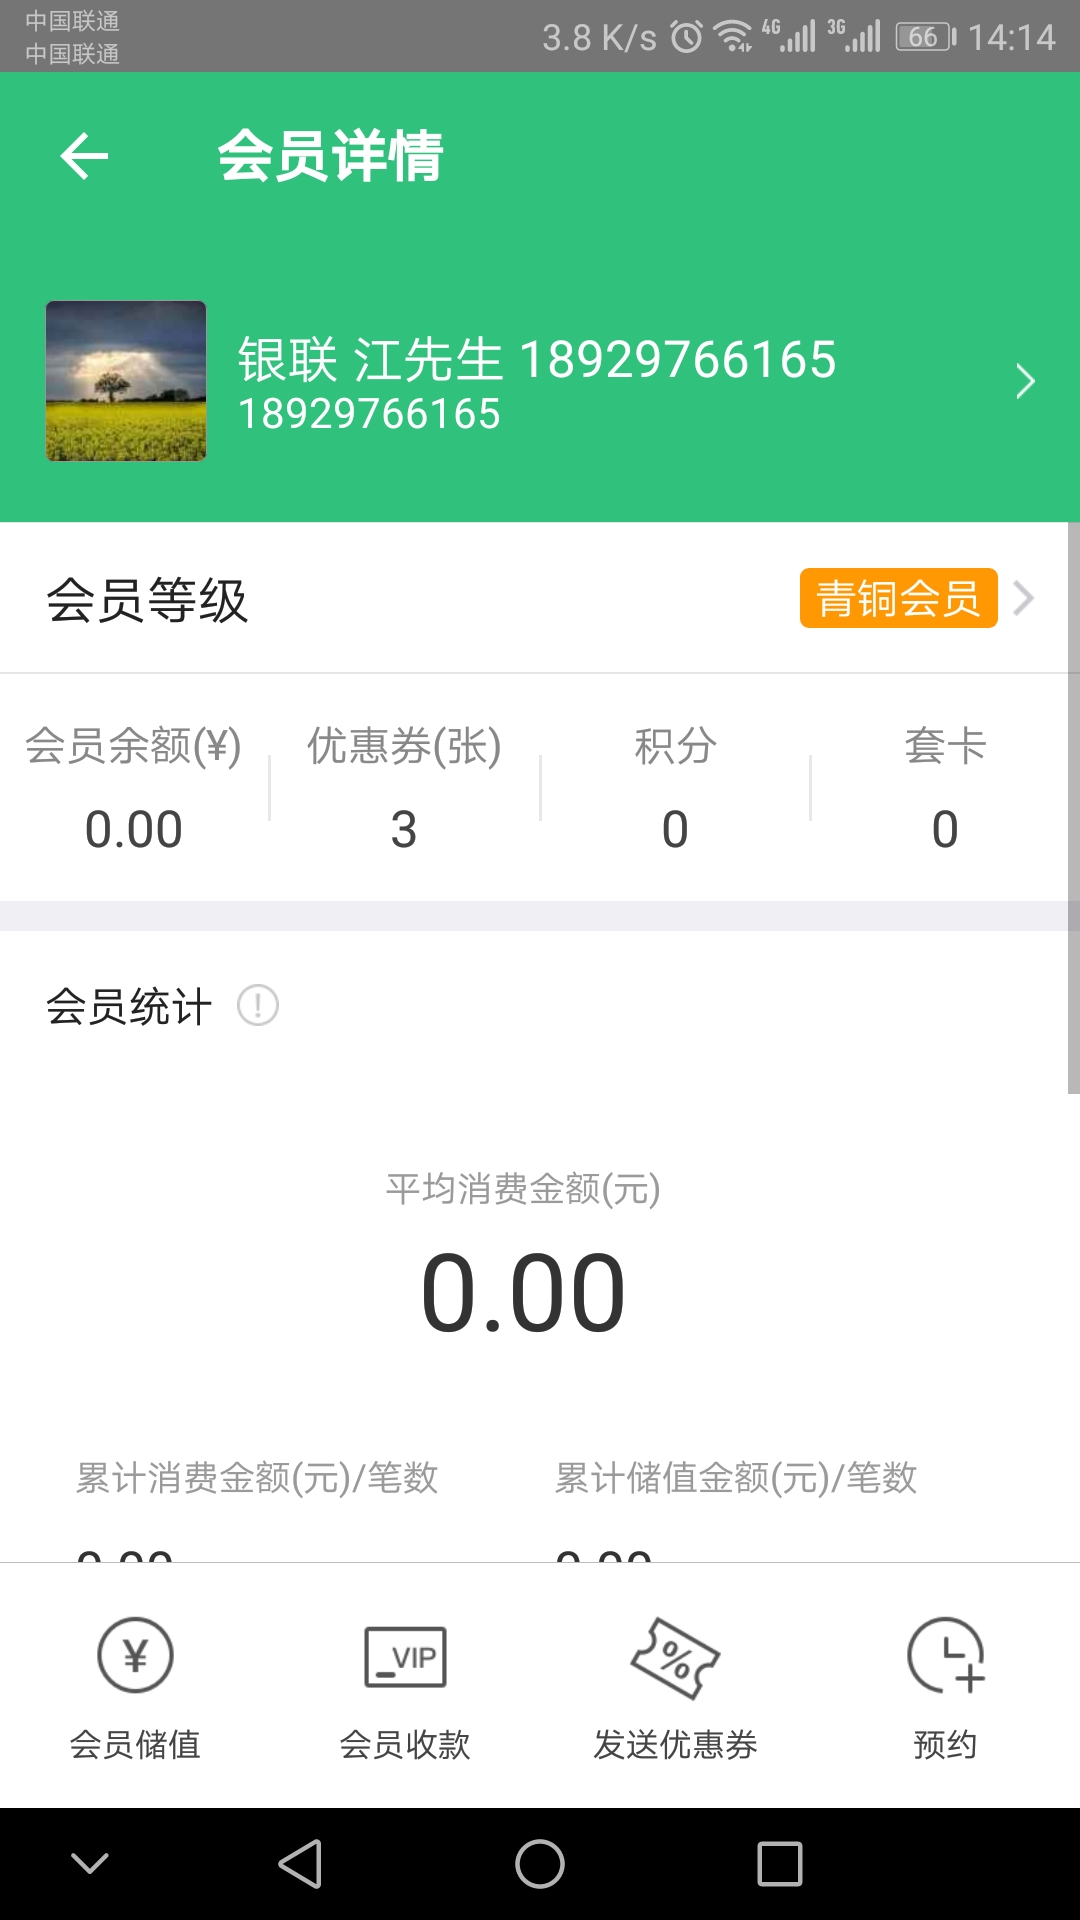 中国联通
中国联通
3.8 K/s 4G 3G 66 14:14
会员详情
银联 江先生 18929766165
18929766165
会员等级
青铜会员
会员余额(¥) 优惠券(张) 积分 套卡
0.00 3 0 0
会员统计
平均消费金额(元)
0.00
累计消费金额(元)/笔数 累计储值金额(元)/笔数
0.00 0.00
¥ VIP %
会员储值 会员收款 发送优惠券 预约